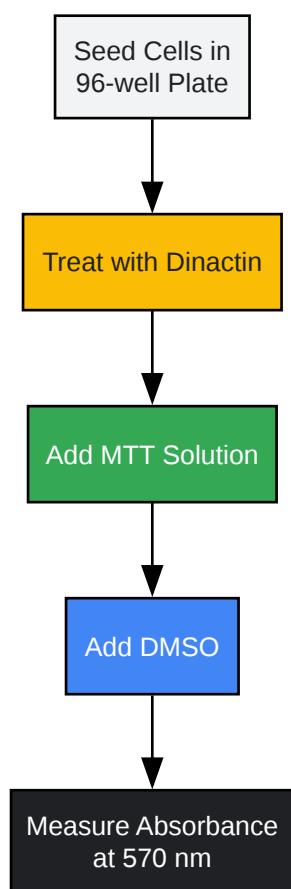 Seed Cells in
96-well Plate
Treat with Dinactin
Add MTT Solution
Add DMSO
Measure Absorbance
at 570 nm